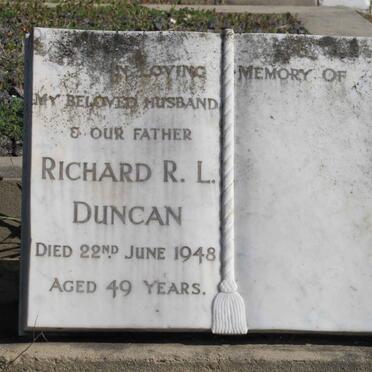 IN LOVING MEMORY OF
MY BELOVED HUSBAND
& OUR FATHER
RICHARD R. L.
DUNCAN
DIED 22ND JUNE 1948
AGED 49 YEARS.